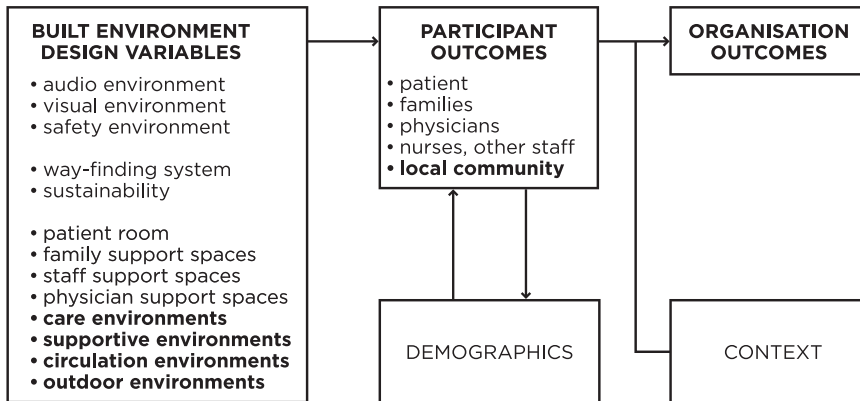 BUILT ENVIRONMENT
DESIGN VARIABLES
• audio environment
• visual environment
• safety environment
• way-finding system
• sustainability
• patient room
• family support spaces
• staff support spaces
• physician support spaces
• care environments
• supportive environments
• circulation environments
• outdoor environments
PARTICIPANT
OUTCOMES
• patient
• families
• physicians
• nurses, other staff
• local community
ORGANISATION
OUTCOMES
DEMOGRAPHICS
CONTEXT